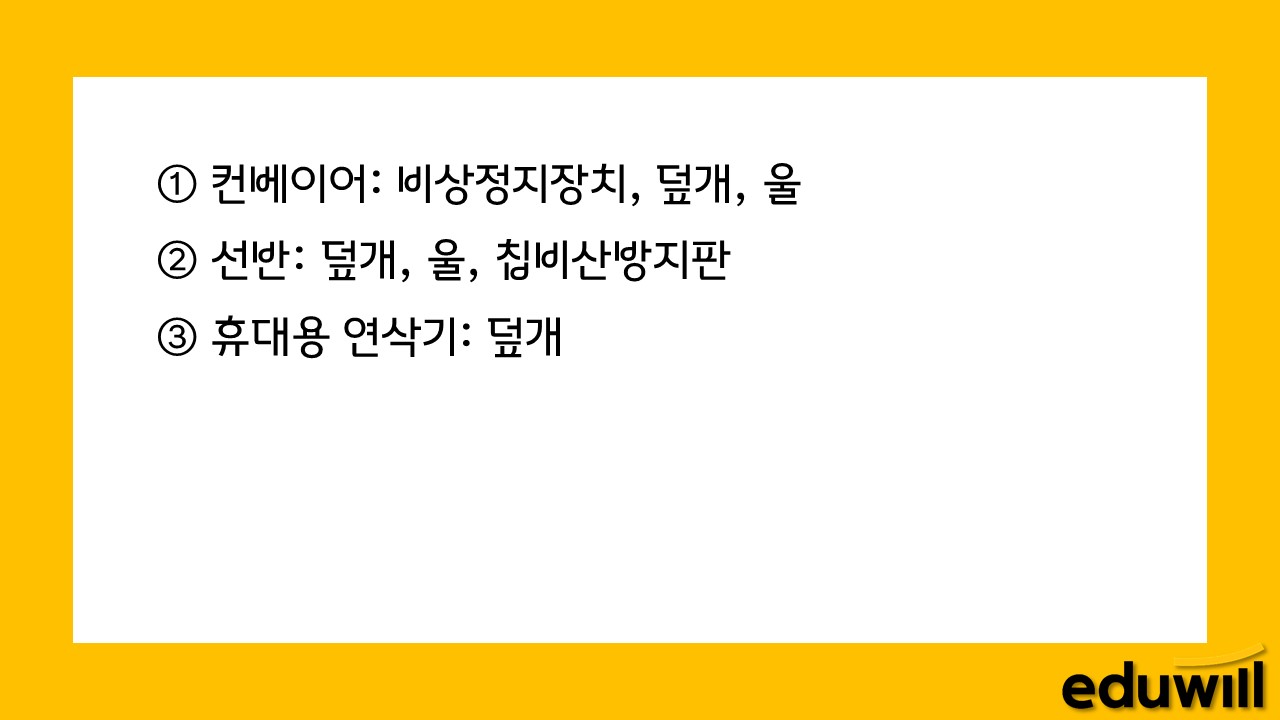 ① 컨베이어: 비상정지장치, 덮개, 울
② 선반: 덮개, 울, 칩비산방지판
③ 휴대용 연삭기: 덮개
eduwill